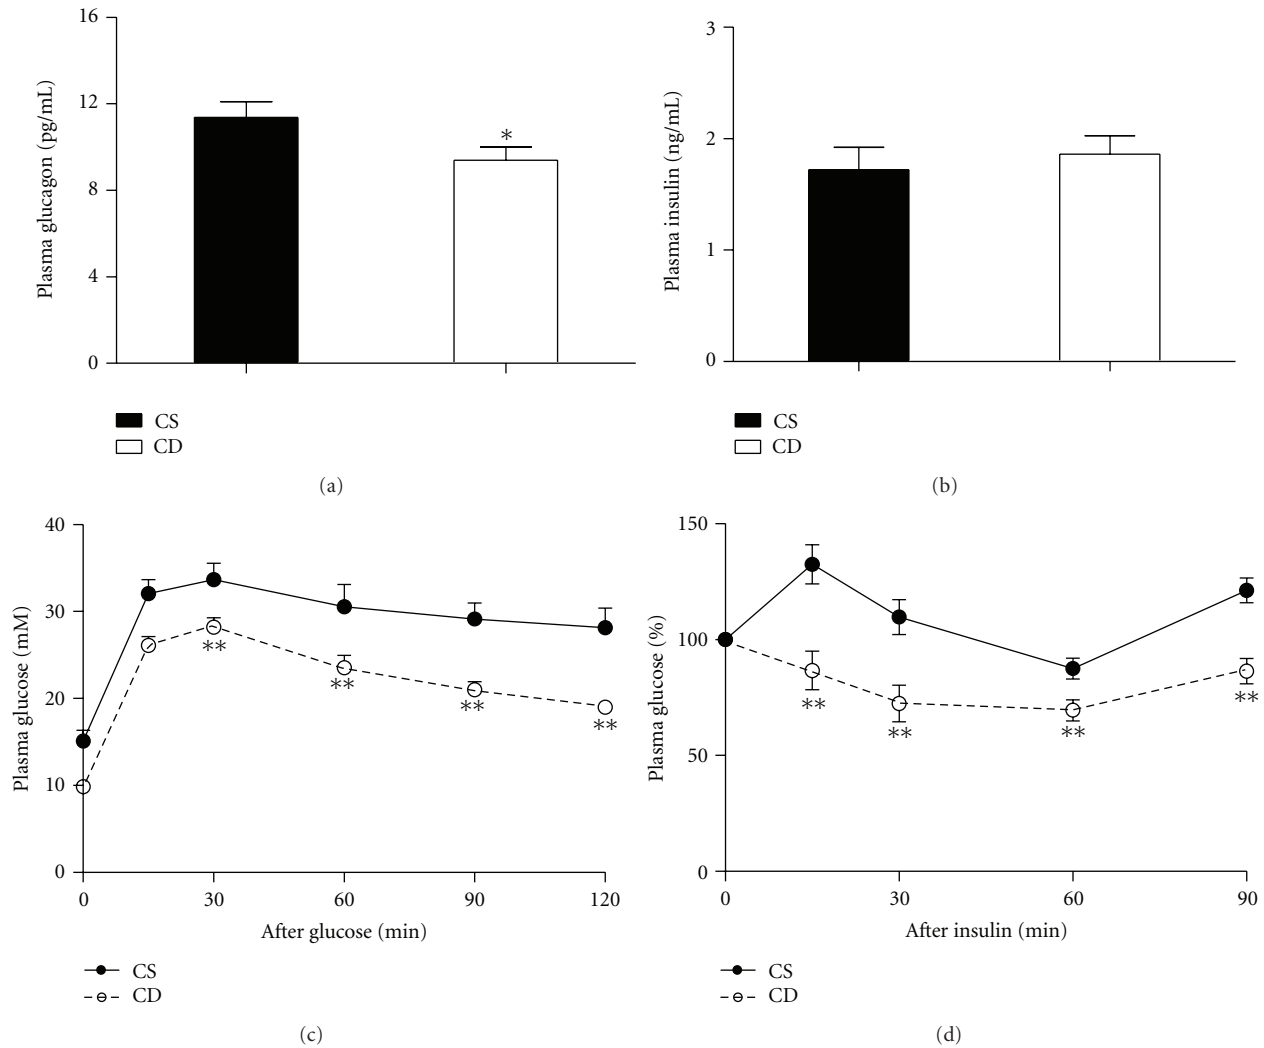 16
12
8
4
0
Plasma glucagon (pg/mL)
*
CS
CD
(a)
3
2
1
0
Plasma insulin (ng/mL)
CS
CD
(b)
40
30
20
10
0
Plasma glucose (mM)
**
**
**
**
0 30 60 90 120
After glucose (min)
CS
CD
(c)
150
100
50
0
Plasma glucose (%)
**
**
**
**
0 30 60 90
After insulin (min)
CS
CD
(d)